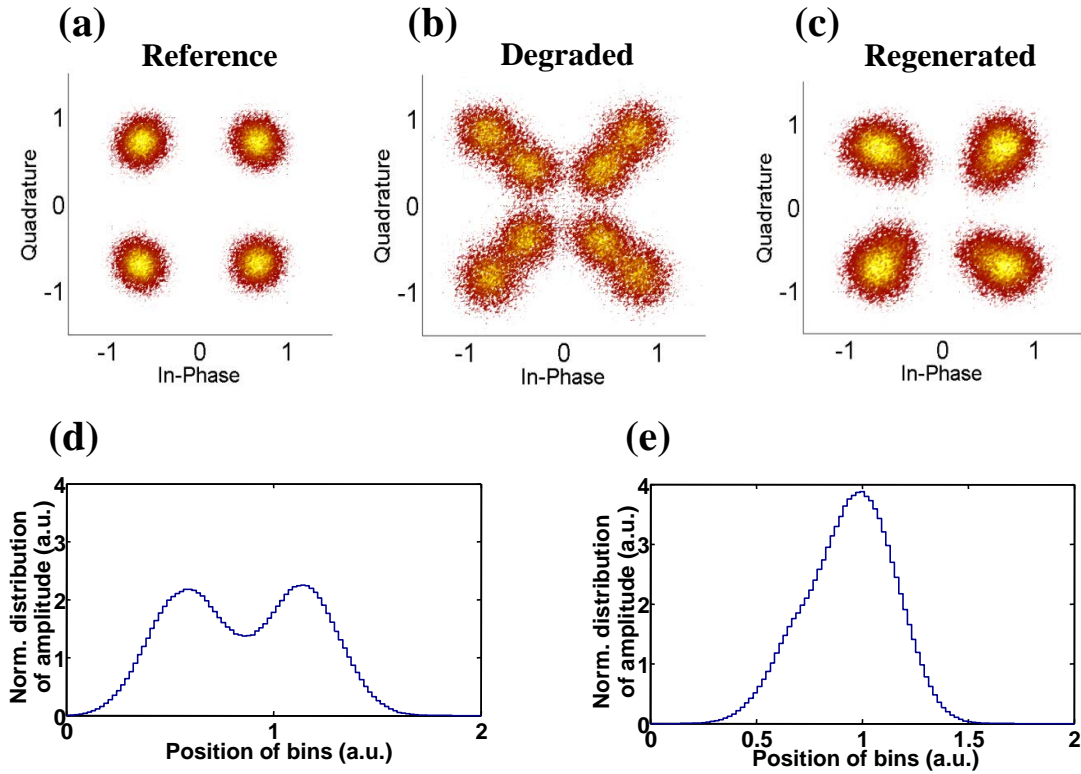 (a)
Reference
Quadrature
1
0
-1
-1 0 1
In-Phase
(b)
Degraded
Quadrature
1
0
-1
-1 0 1
In-Phase
(c)
Regenerated
Quadrature
1
0
-1
-1 0 1
In-Phase
(d)
Norm. distribution
of amplitude (a.u.)
4
3
2
1
0
0 1 2
Position of bins (a.u.)
(e)
Norm. distribution
of amplitude (a.u.)
4
3
2
1
0
0 0.5 1 1.5 2
Position of bins (a.u.)